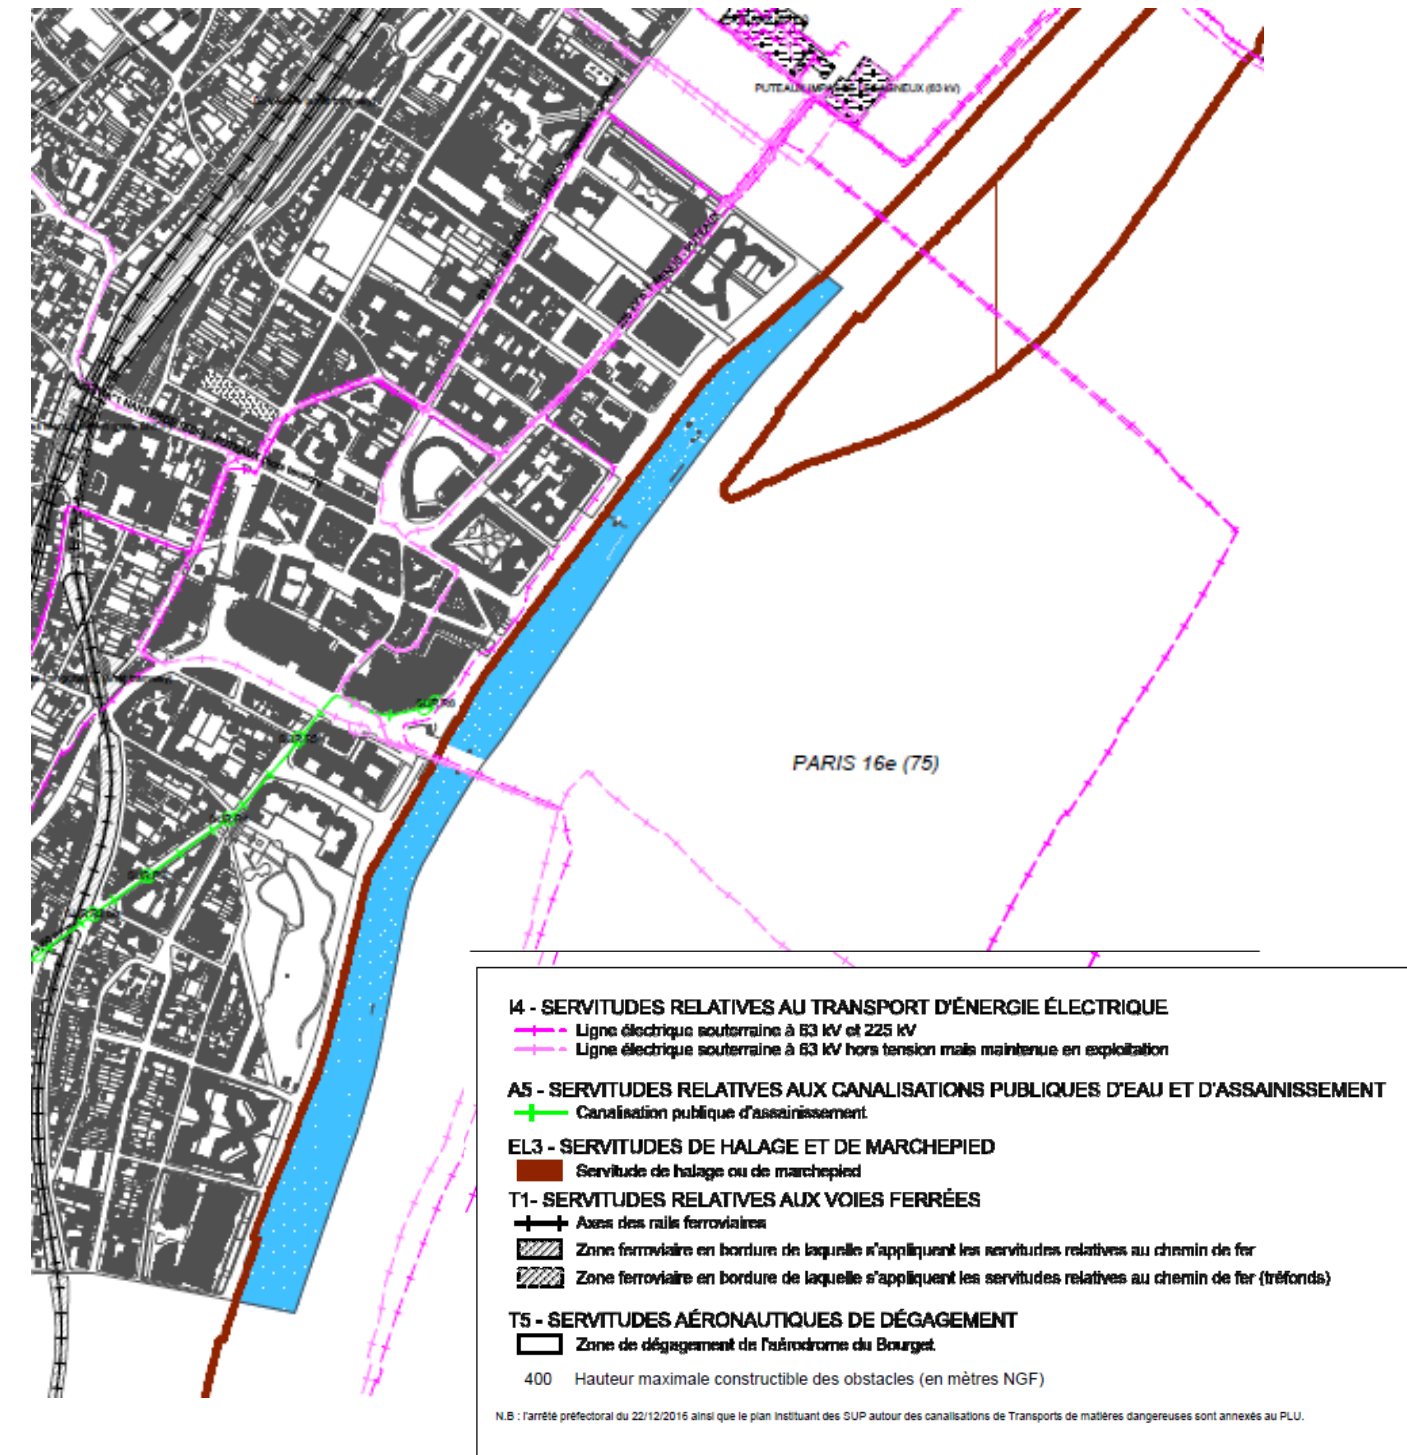 PARIS 16e (75)
I4 - SERVITUDES RELATIVES AU TRANSPORT D'ÉNERGIE ÉLECTRIQUE
Ligne électrique souterraine à 63 kV et 225 kV
Ligne électrique souterraine à 63 kV hors tension mais maintenue en exploitation
A5 - SERVITUDES RELATIVES AUX CANALISATIONS PUBLIQUES D'EAU ET D'ASSAINISSEMENT
Canalisation publique d'assainissement
EL3 - SERVITUDES DE HALAGE ET DE MARCHEPIED
Servitude de halage ou de marchepied
T1- SERVITUDES RELATIVES AUX VOIES FERRÉES
Axes des rails ferroviaires
Zone ferroviaire en bordure de laquelle s'appliquent les servitudes relatives au chemin de fer
Zone ferroviaire en bordure de laquelle s'appliquent les servitudes relatives au chemin de fer (tréfonds)
T5 - SERVITUDES AÉRONAUTIQUES DE DÉGAGEMENT
Zone de dégagement de l'aérodrome du Bourget
400 Hauteur maximale constructible des obstacles (en mètres NGF)
N.B : l'arrêté préfectoral du 22/12/2016 ainsi que le plan instituant des SUP autour des canalisations de Transports de matières dangereuses sont annexés au PLU.